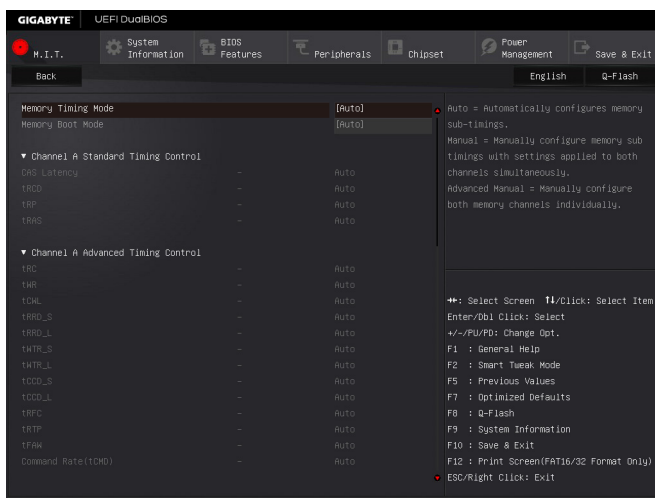 GIGABYTE™ UEFI DualBIOS
M.I.T.
System Information
BIOS Features
Peripherals
Chipset
Power Management
Save & Exit
Back
English
Q-Flash
Memory Timing Mode [Auto]
Memory Boot Mode [Auto]
▼ Channel A Standard Timing Control
CAS Latency - Auto
tRCD - Auto
tRP - Auto
tRAS - Auto
▼ Channel A Advanced Timing Control
tRC - Auto
tWR - Auto
tCWL - Auto
tRRD_S - Auto
tRRD_L - Auto
tWTR_S - Auto
tWTR_L - Auto
tCCD_S - Auto
tCCD_L - Auto
tRFC - Auto
tRTP - Auto
tFAW - Auto
Command Rate(tCMD) - Auto
Auto = Automatically configures memory
sub-timings.
Manual = Manually configure memory sub
timings with settings applied to both
channels simultaneously.
Advanced Manual = Manually configure
both memory channels individually.
→←: Select Screen ↑↓/Click: Select Item
Enter/Dbl Click: Select
+/-/PU/PD: Change Opt.
F1 : General Help
F2 : Smart Tweak Mode
F5 : Previous Values
F7 : Optimized Defaults
F8 : Q-Flash
F9 : System Information
F10 : Save & Exit
F12 : Print Screen(FAT16/32 Format Only)
ESC/Right Click: Exit